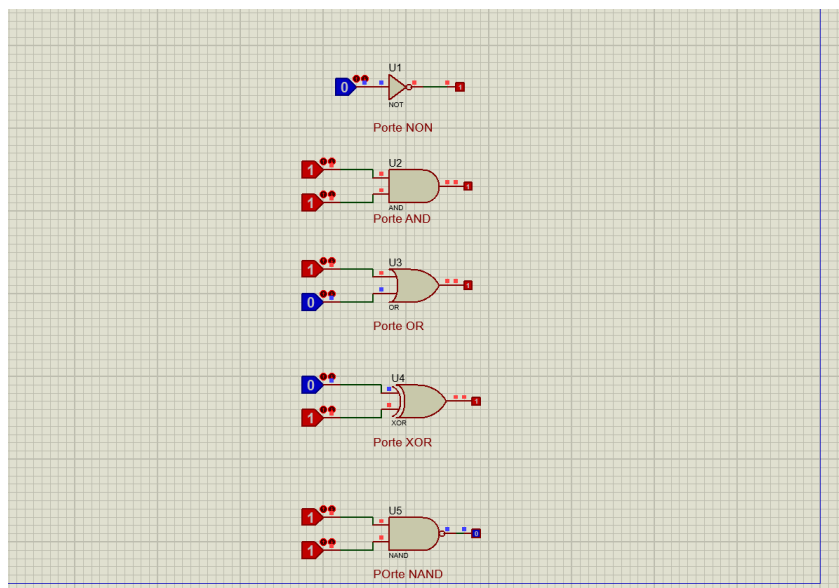 U1
0
1
NOT
Porte NON
U2
1
1
1
AND
Porte AND
U3
1
1
0
OR
Porte OR
U4
0
1
1
XOR
Porte XOR
U5
1
0
1
NAND
POrte NAND